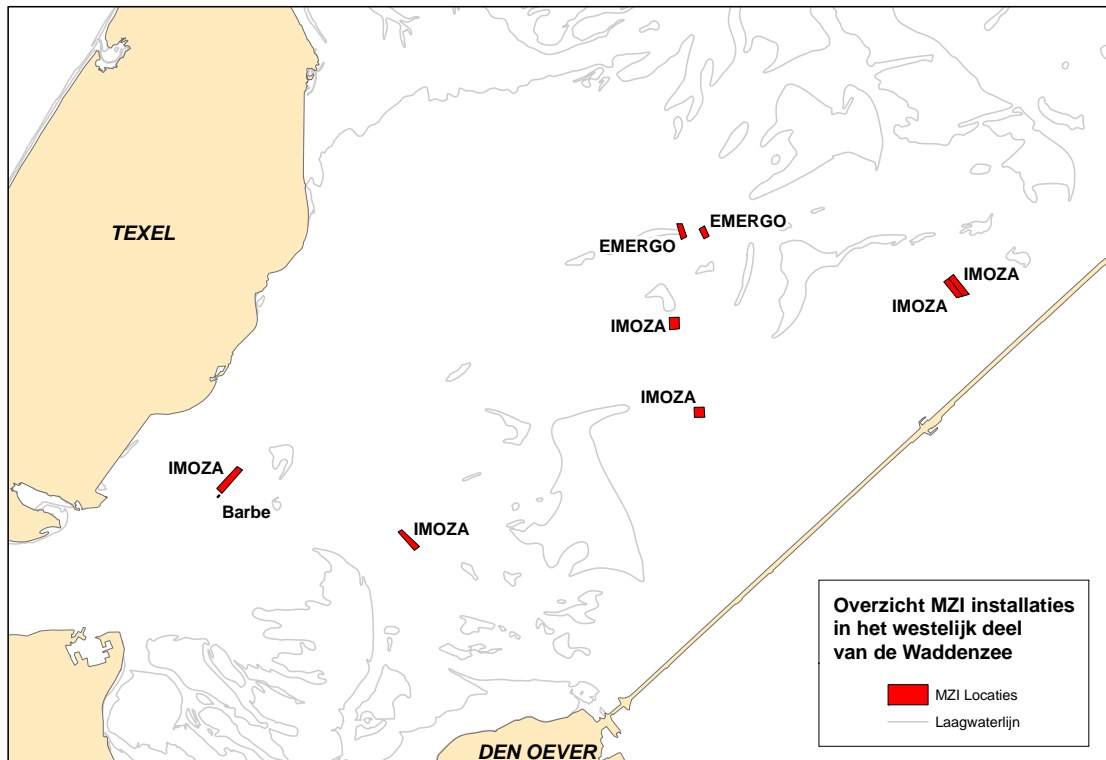 TEXEL
EMERGO
EMERGO
IMOZA
IMOZA
IMOZA
IMOZA
IMOZA
Barbe
IMOZA
DEN OEVER
Overzicht MZI installaties
in het westelijk deel
van de Waddenzee
MZI Locaties
Laagwaterlijn